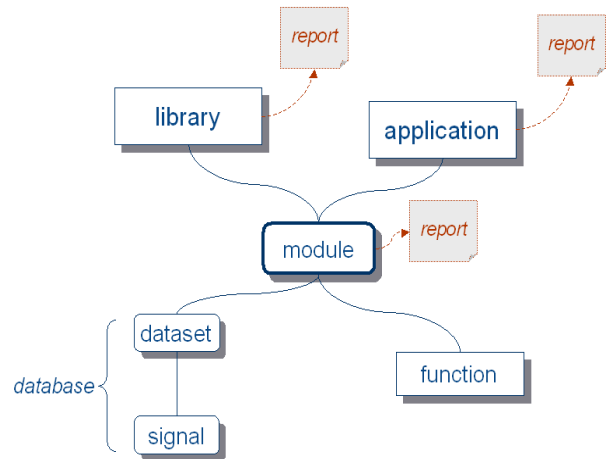 report
report
library
application
module
report
dataset
database
function
signal